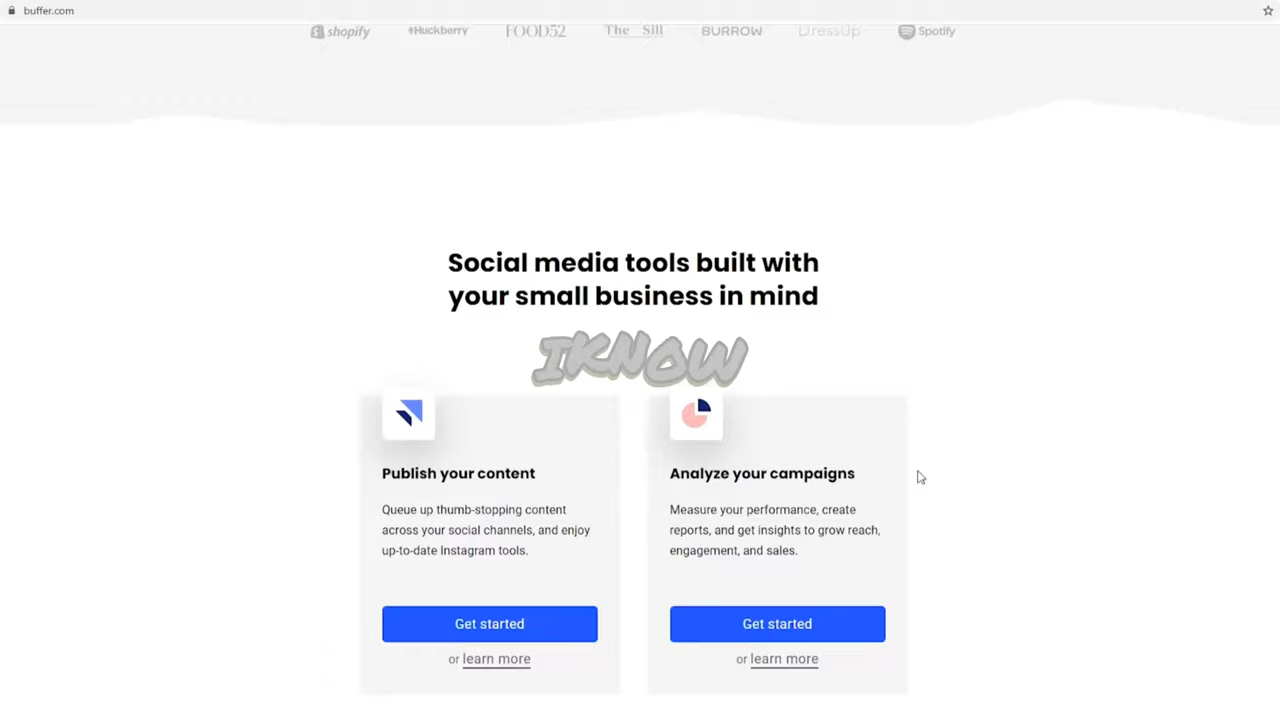 buffer.com
shopify
Huckberry
FOOD52
The Sill
BURROW
DressUp
Spotify
Social media tools built with
your small business in mind
IKNOW
Publish your content
Queue up thumb-stopping content
across your social channels, and enjoy
up-to-date Instagram tools.
Get started
or learn more
Analyze your campaigns
Measure your performance, create
reports, and get insights to grow reach,
engagement, and sales.
Get started
or learn more